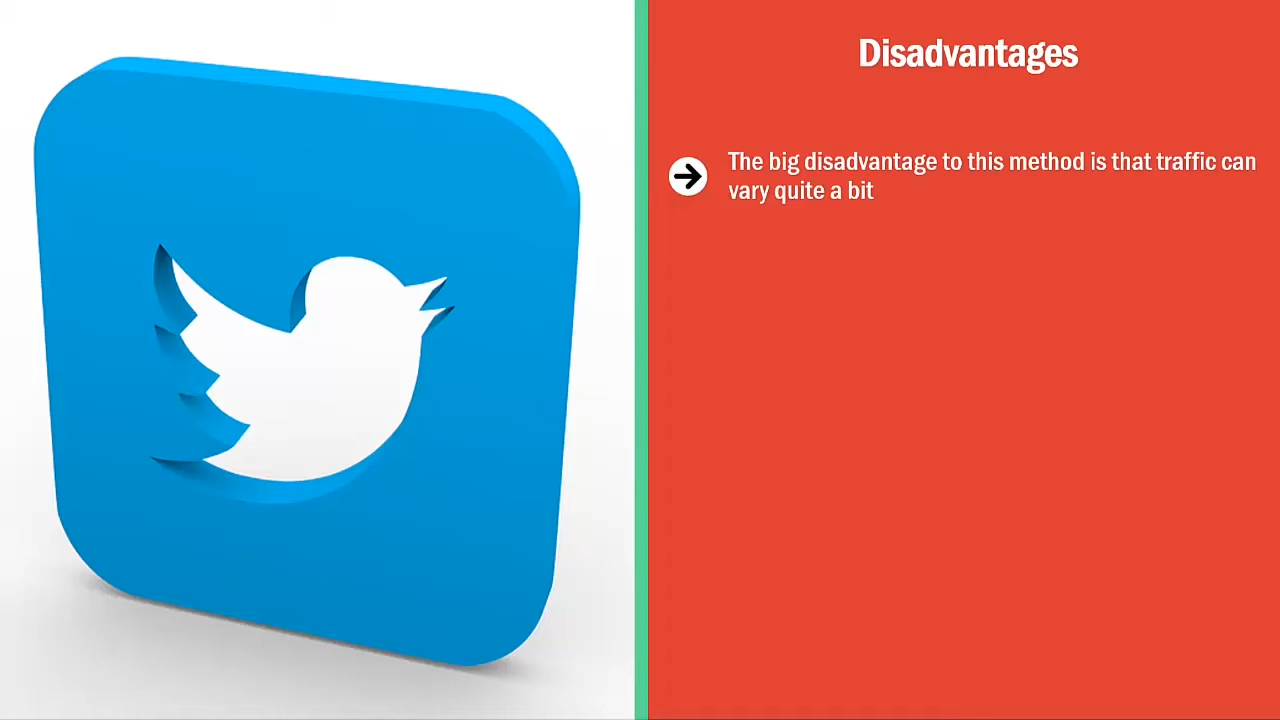 Disadvantages
The big disadvantage to this method is that traffic can
vary quite a bit